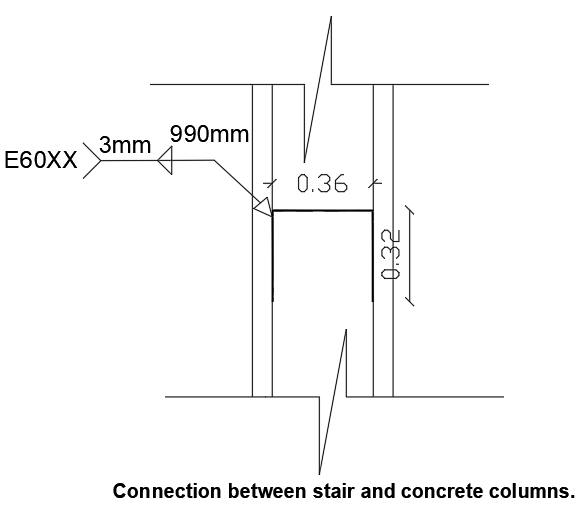 990mm
3mm
E60XX
0.36
0.32
Connection between stair and concrete columns.